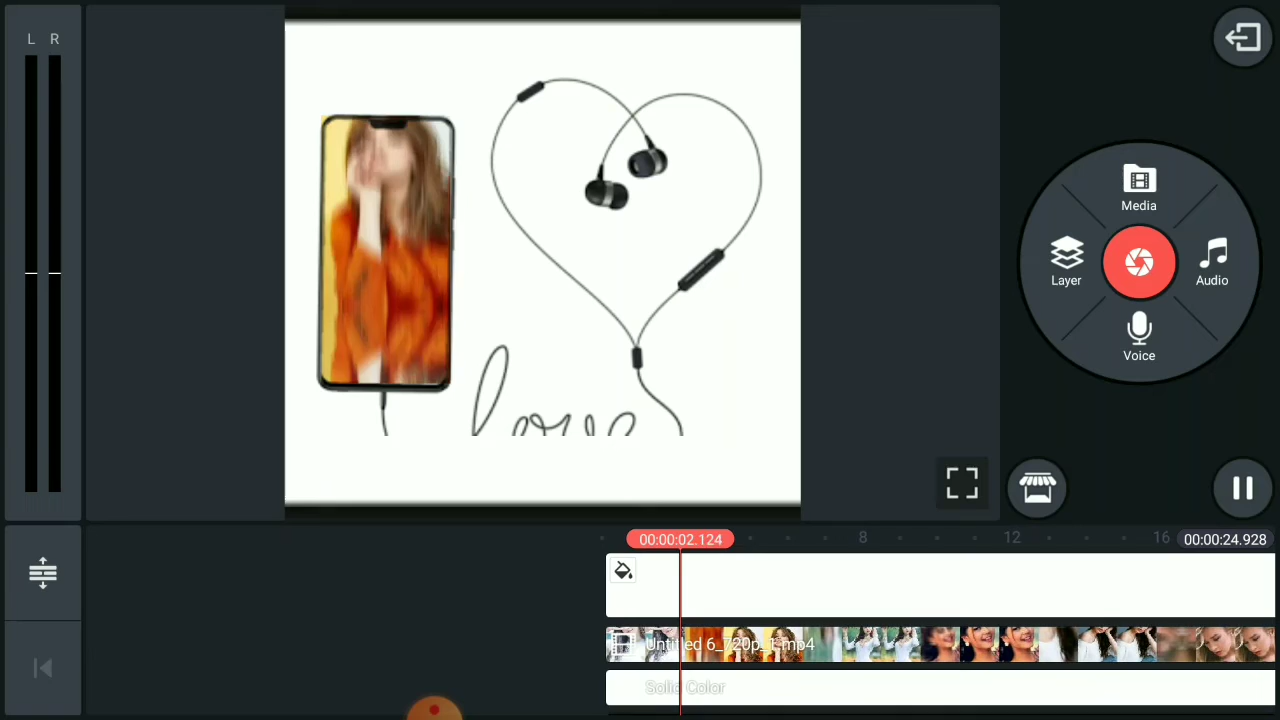 L R
Media
Layer
Audio
Voice
love
00:00:02.124
8
12
16
00:00:24.928
Untitled 6_720p_1.mp4
Solid Color